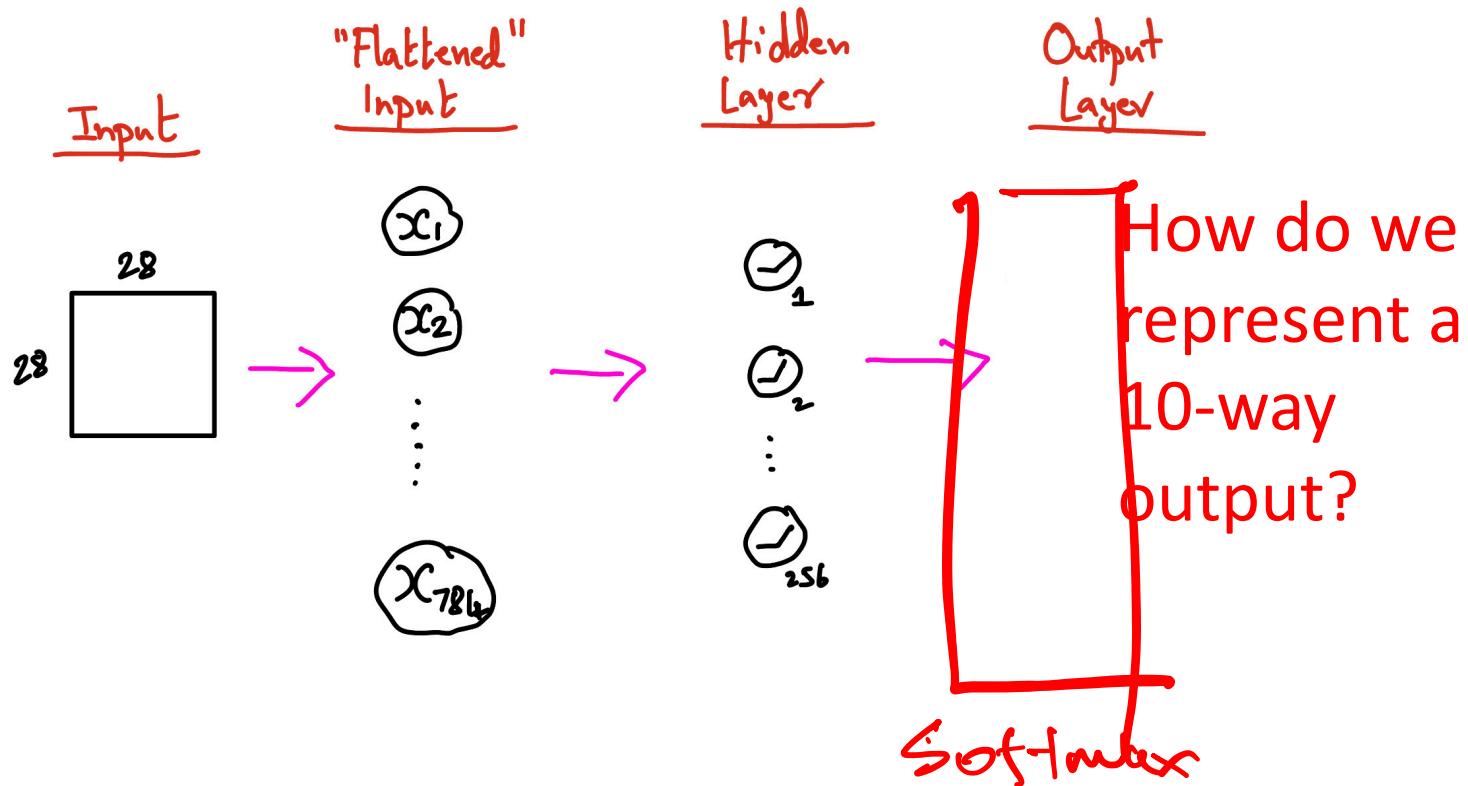 Input
"Flattened"
Input
Hidden
Layer
Output
Layer
28
28
x1
x2
x784
1
2
256
How do we
represent a
10-way
output?
Softmax